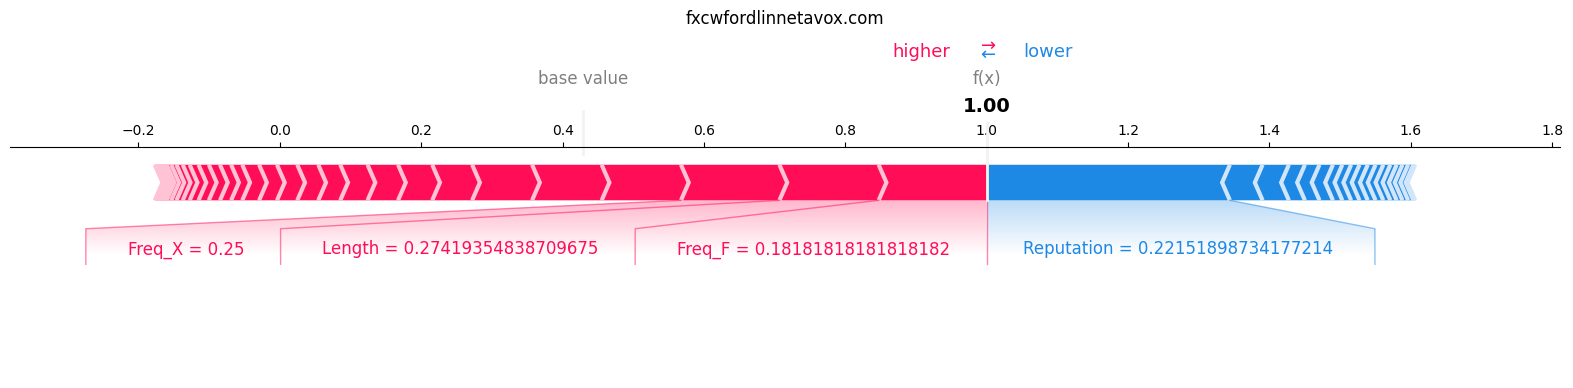 fxcwfordlinnetavox.com
higher → ← lower
base value f(x)
1.00
−0.2 0.0 0.2 0.4 0.6 0.8 1.0 1.2 1.4 1.6 1.8
Freq_X = 0.25 Length = 0.27419354838709675 Freq_F = 0.18181818181818182 Reputation = 0.22151898734177214